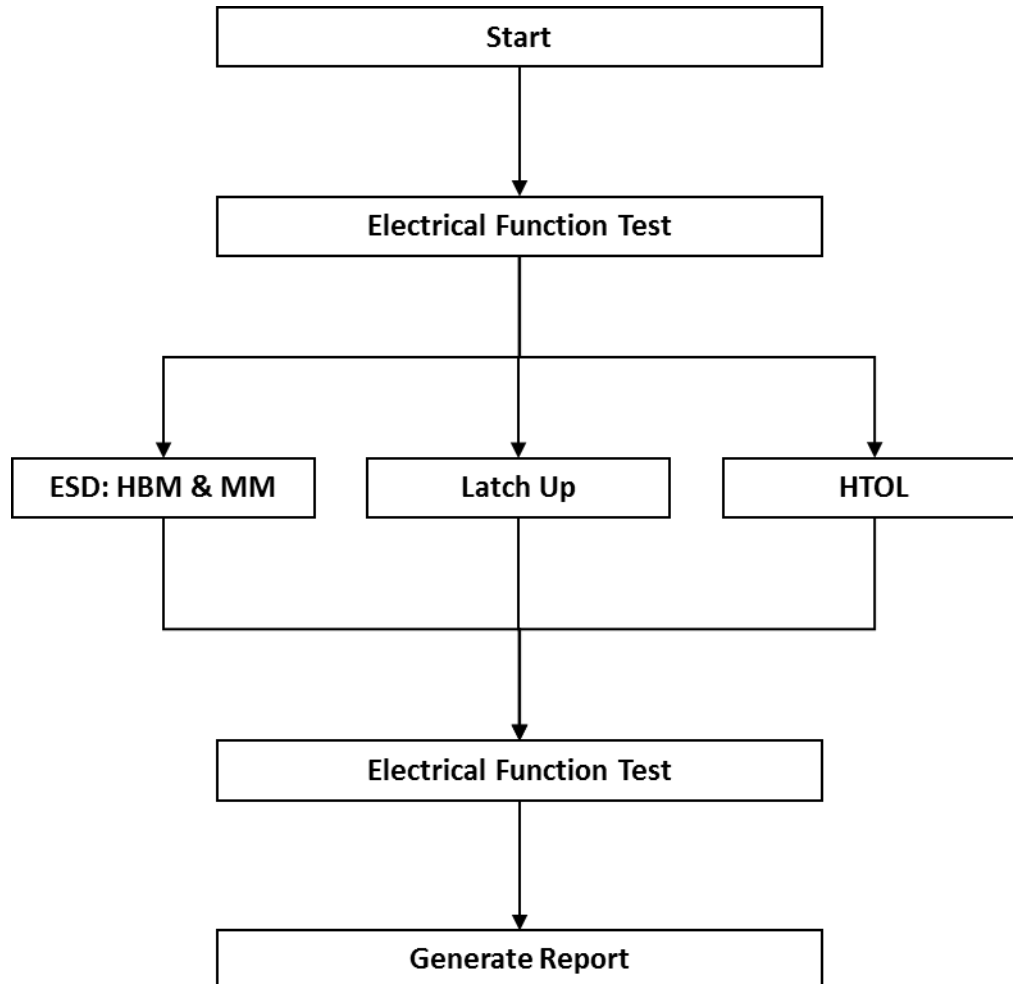 Start
Electrical Function Test
ESD: HBM & MM
Latch Up
HTOL
Electrical Function Test
Generate Report